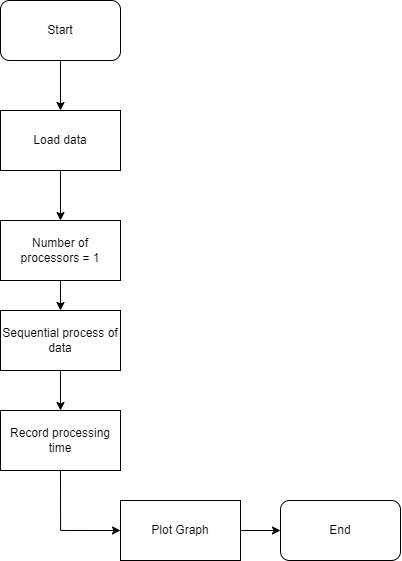 Start
Load data
Number of
processors = 1
Sequential process of
data
Record processing
time
Plot Graph
End